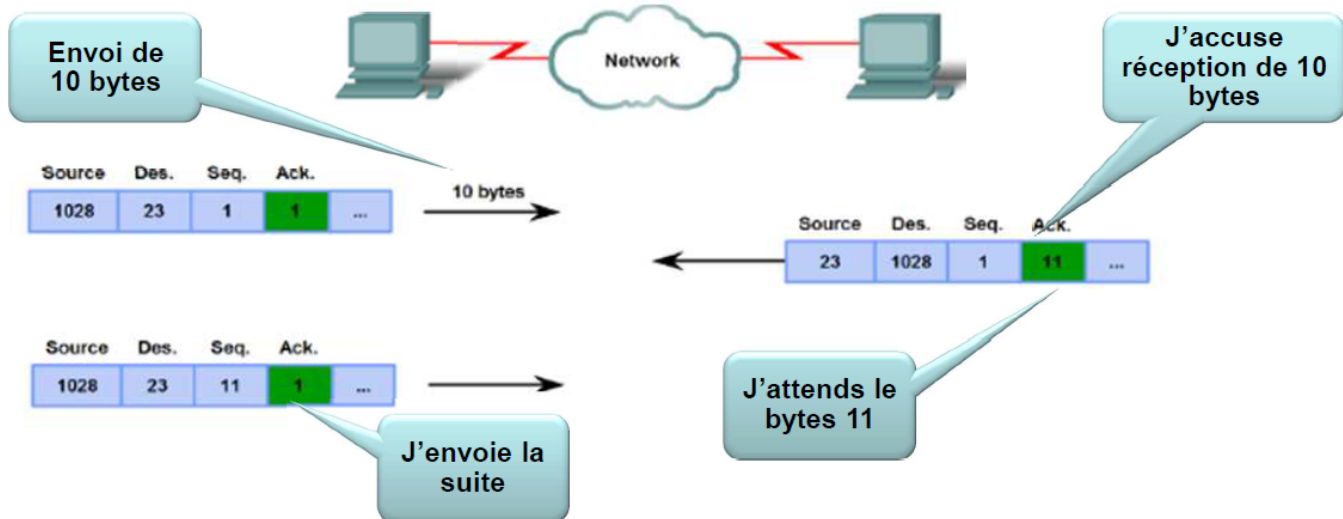 Envoi de
10 bytes
Network
J'accuse
réception de 10
bytes
Source Des. Seq. Ack.
1028 23 1 1 ...
10 bytes
Source Des. Seq. Ack.
23 1028 1 11 ...
Source Des. Seq. Ack.
1028 23 11 1 ...
J'attends le
bytes 11
J'envoie la
suite